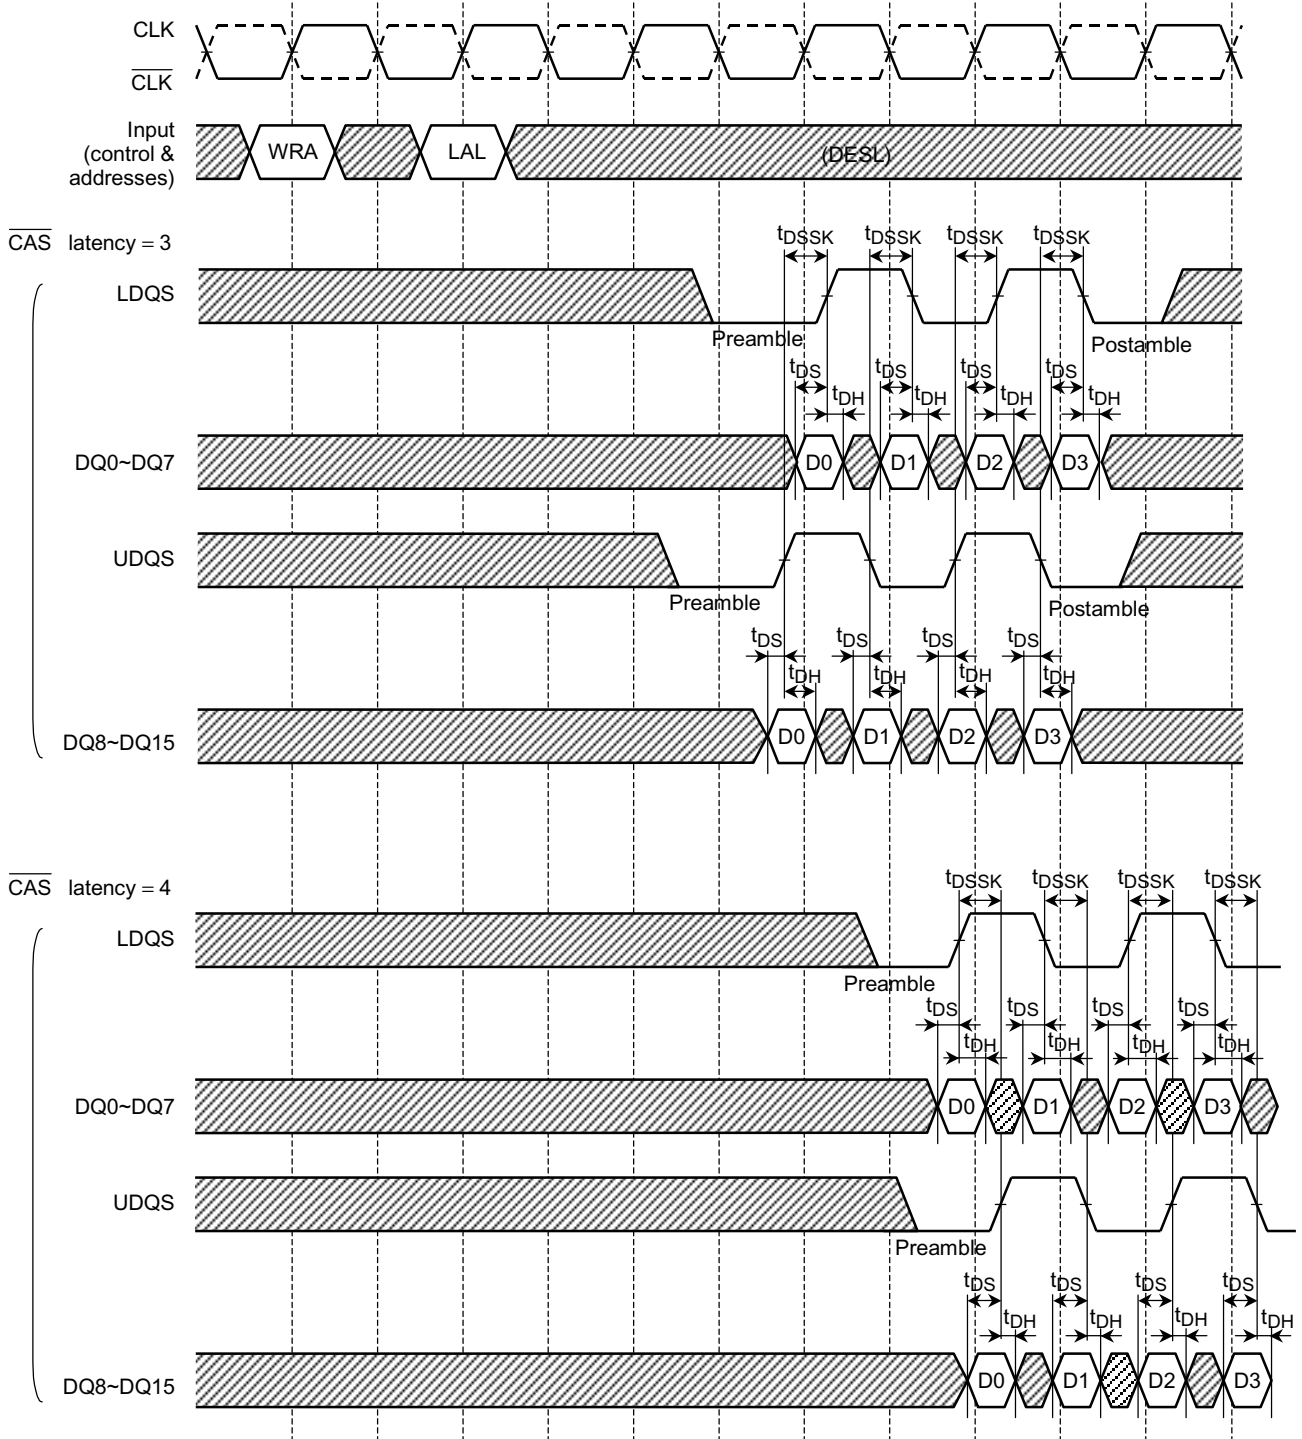 CLK
CLK
Input
(control &
addresses)
WRA
LAL
(DESL)
CAS latency = 3
tDSSK tDSSK tDSSK tDSSK
LDQS
Preamble
Postamble
tDS tDS tDS tDS
tDH tDH tDH tDH
DQ0~DQ7
D0 D1 D2 D3
UDQS
Preamble
Postamble
tDS tDS tDS tDS
tDH tDH tDH tDH
DQ8~DQ15
D0 D1 D2 D3
CAS latency = 4
tDSSK tDSSK tDSSK tDSSK
LDQS
Preamble
tDS tDS tDS tDS
tDH tDH tDH tDH
DQ0~DQ7
D0 D1 D2 D3
UDQS
Preamble
tDS tDS tDS tDS
tDH tDH tDH tDH
DQ8~DQ15
D0 D1 D2 D3